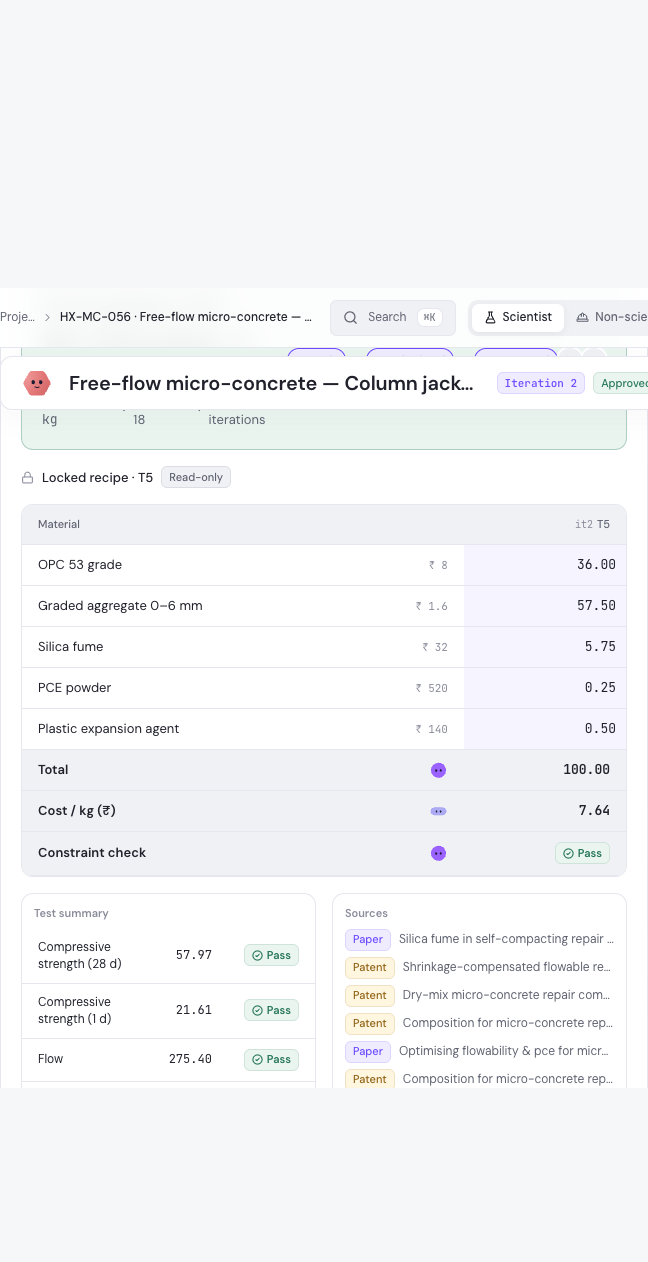 Proje… > HX-MC-056 · Free-flow micro-concrete — …
Search ⌘K
Scientist
Non-scie
Free-flow micro-concrete — Column jack…
Iteration 2
Approved
kg
18
iterations
Locked recipe · T5
Read-only
Material it2 T5
OPC 53 grade ₹ 8 36.00
Graded aggregate 0–6 mm ₹ 1.6 57.50
Silica fume ₹ 32 5.75
PCE powder ₹ 520 0.25
Plastic expansion agent ₹ 140 0.50
Total 100.00
Cost / kg (₹) 7.64
Constraint check Pass
Test summary
Compressive
strength (28 d) 57.97 Pass
Compressive
strength (1 d) 21.61 Pass
Flow 275.40 Pass
Sources
Paper Silica fume in self-compacting repair …
Patent Shrinkage-compensated flowable re…
Patent Dry-mix micro-concrete repair com…
Patent Composition for micro-concrete rep…
Paper Optimising flowability & pce for micr…
Patent Composition for micro-concrete rep…